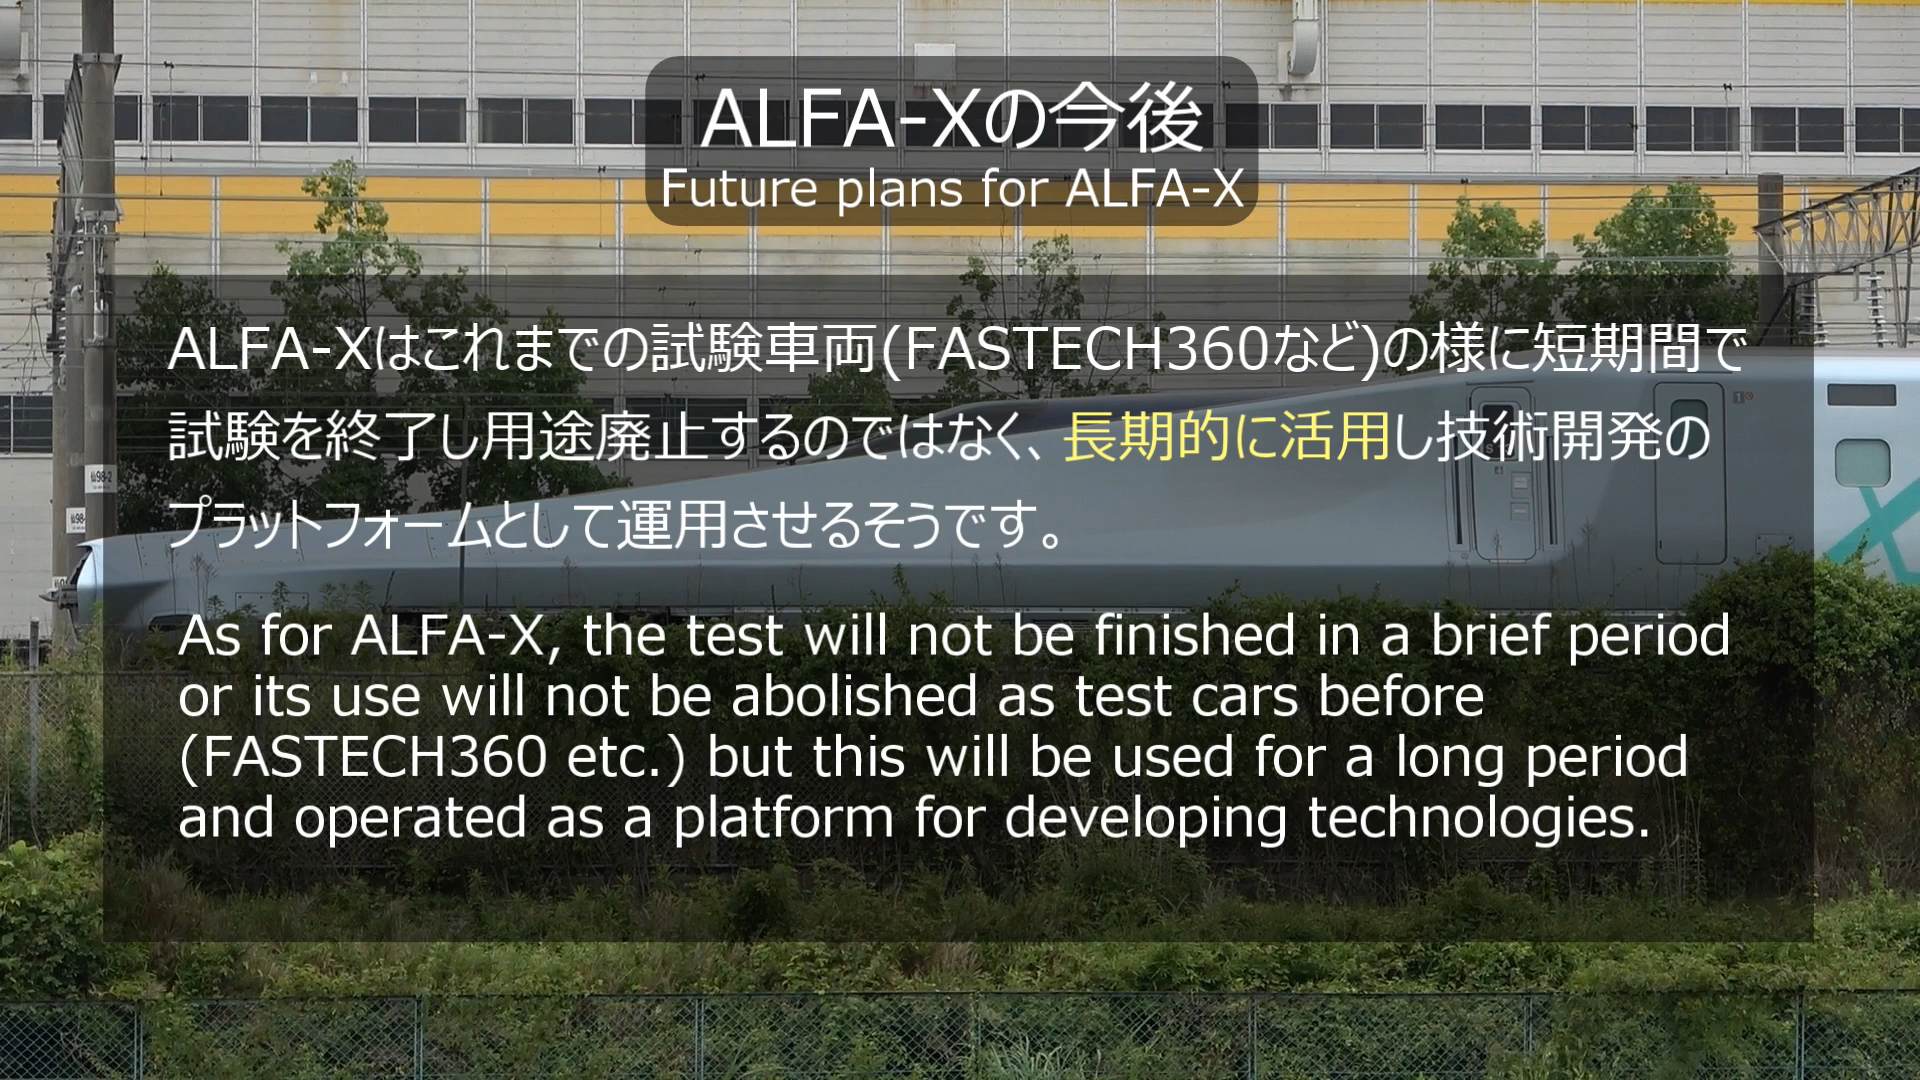 ALFA-Xの今後
Future plans for ALFA-X
ALFA-Xはこれまでの試験車両(FASTECH360など)の様に短期間で
試験を終了し用途廃止するのではなく、長期的に活用し技術開発の
プラットフォームとして運用させるそうです。
As for ALFA-X, the test will not be finished in a brief period
or its use will not be abolished as test cars before
(FASTECH360 etc.) but this will be used for a long period
and operated as a platform for developing technologies.